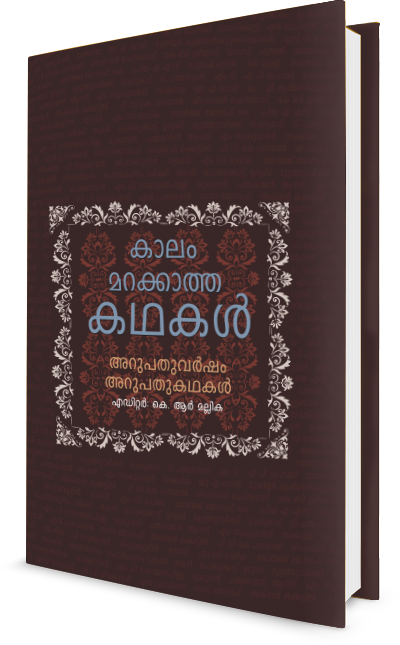 കാലം
മറക്കാത്ത
കഥകൾ
അറുപതുവർഷം
അറുപതുകഥകൾ
എഡിറ്റർ: കെ. ആർ മല്ലിക